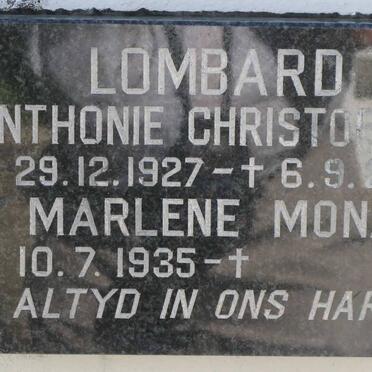 LOMBARD
NTHONIE CHRISTO
29.12.1927 - † 6.9.
MARLENE MON
10.7.1935 - †
ALTYD IN ONS HAR